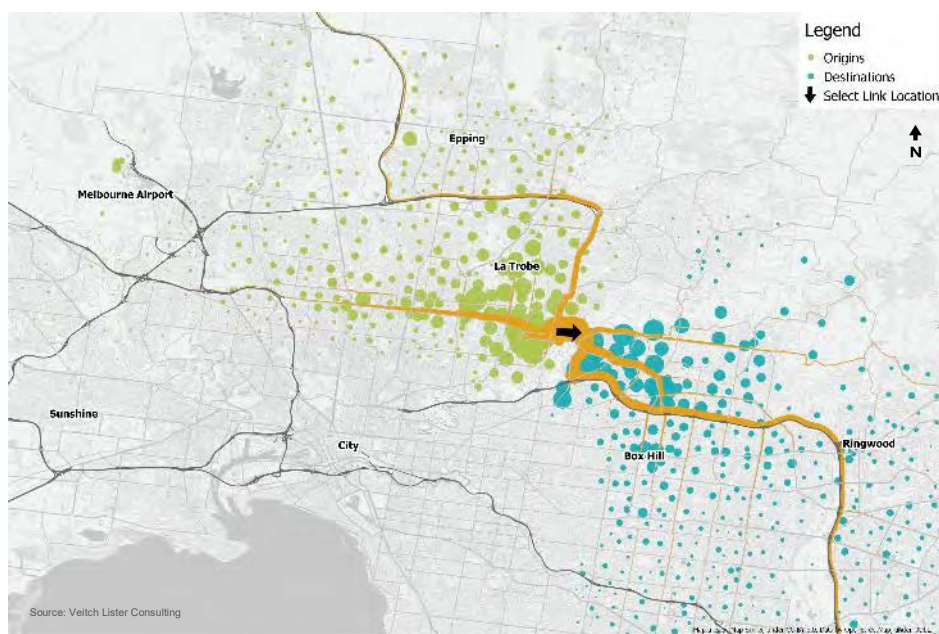 Legend
Origins
Destinations
Select Link Location
N
Epping
Melbourne Airport
La Trobe
Sunshine
City
Box Hill
Ringwood
Source: Veitch Lister Consulting